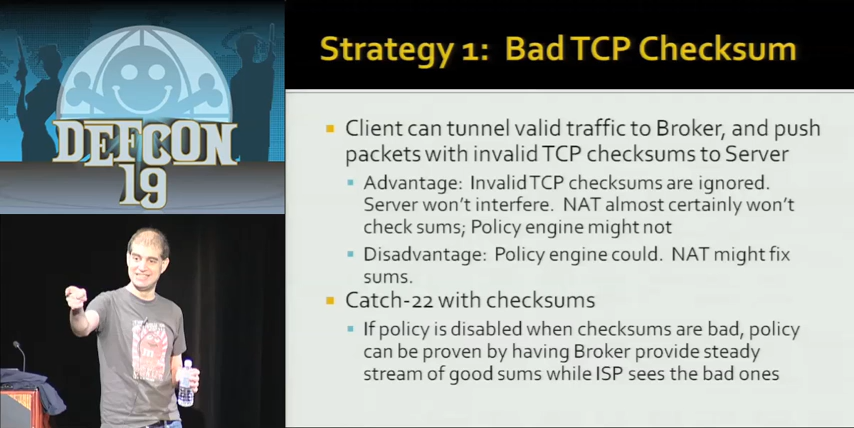 DEFCON
19
Strategy 1: Bad TCP Checksum
Client can tunnel valid traffic to Broker, and push
packets with invalid TCP checksums to Server
Advantage: Invalid TCP checksums are ignored.
Server won't interfere. NAT almost certainly won't
check sums; Policy engine might not
Disadvantage: Policy engine could. NAT might fix
sums.
Catch-22 with checksums
If policy is disabled when checksums are bad, policy
can be proven by having Broker provide steady
stream of good sums while ISP sees the bad ones